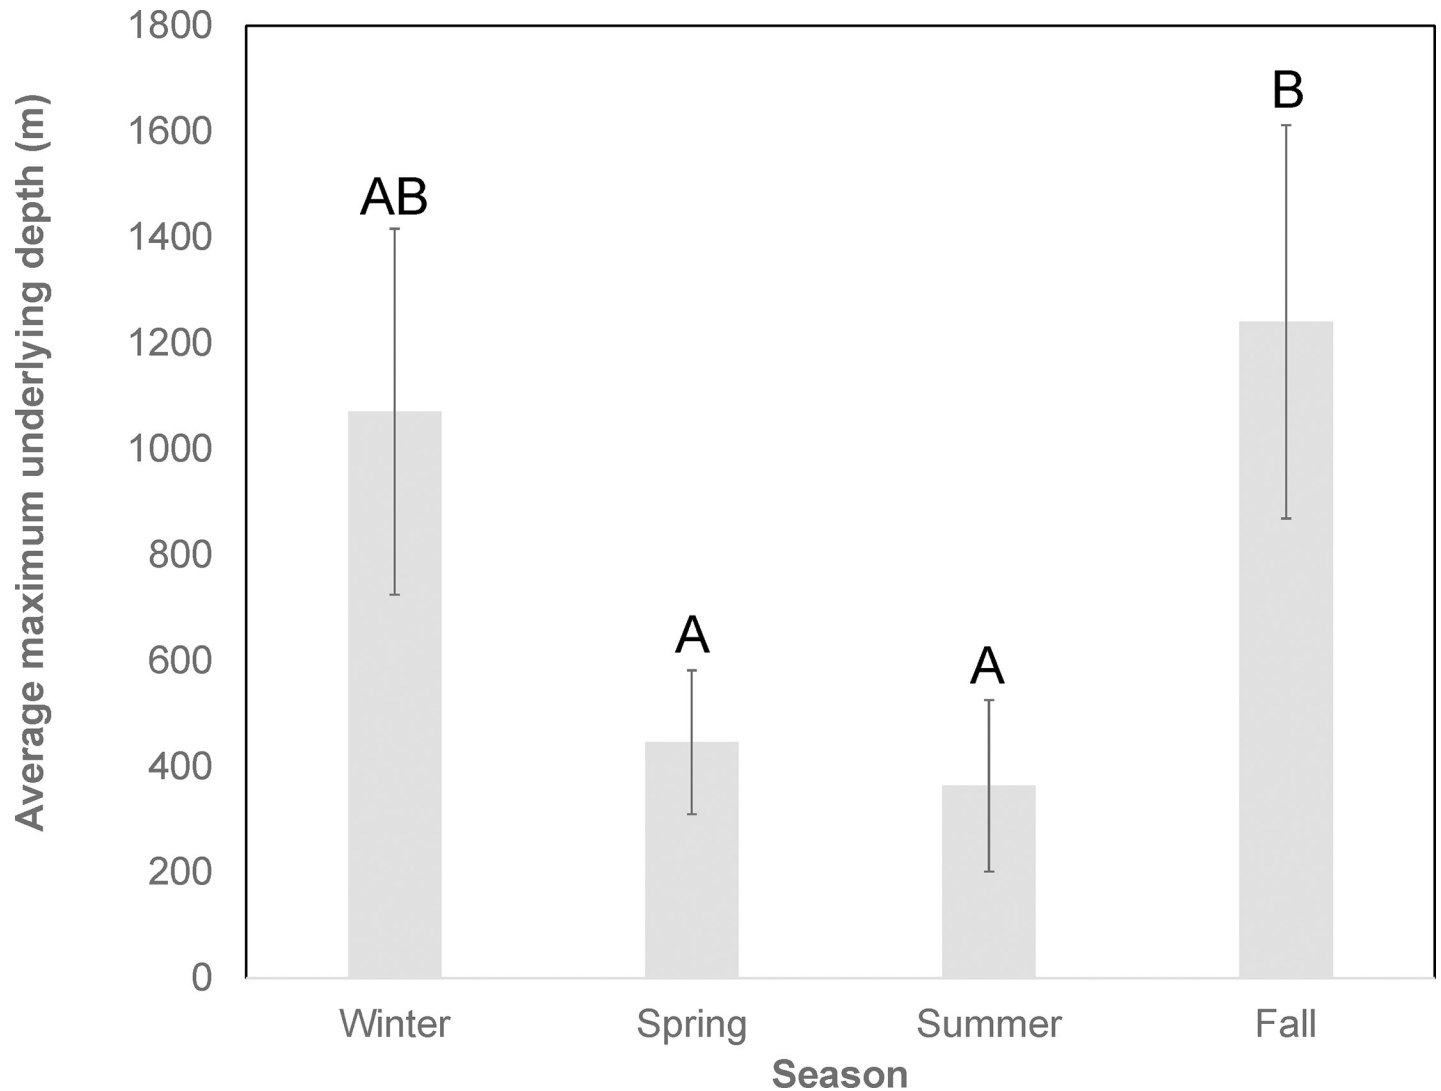 Average maximum underlying depth (m)
1800
1600
1400
1200
1000
800
600
400
200
0
AB
A
A
B
Winter
Spring
Summer
Fall
Season